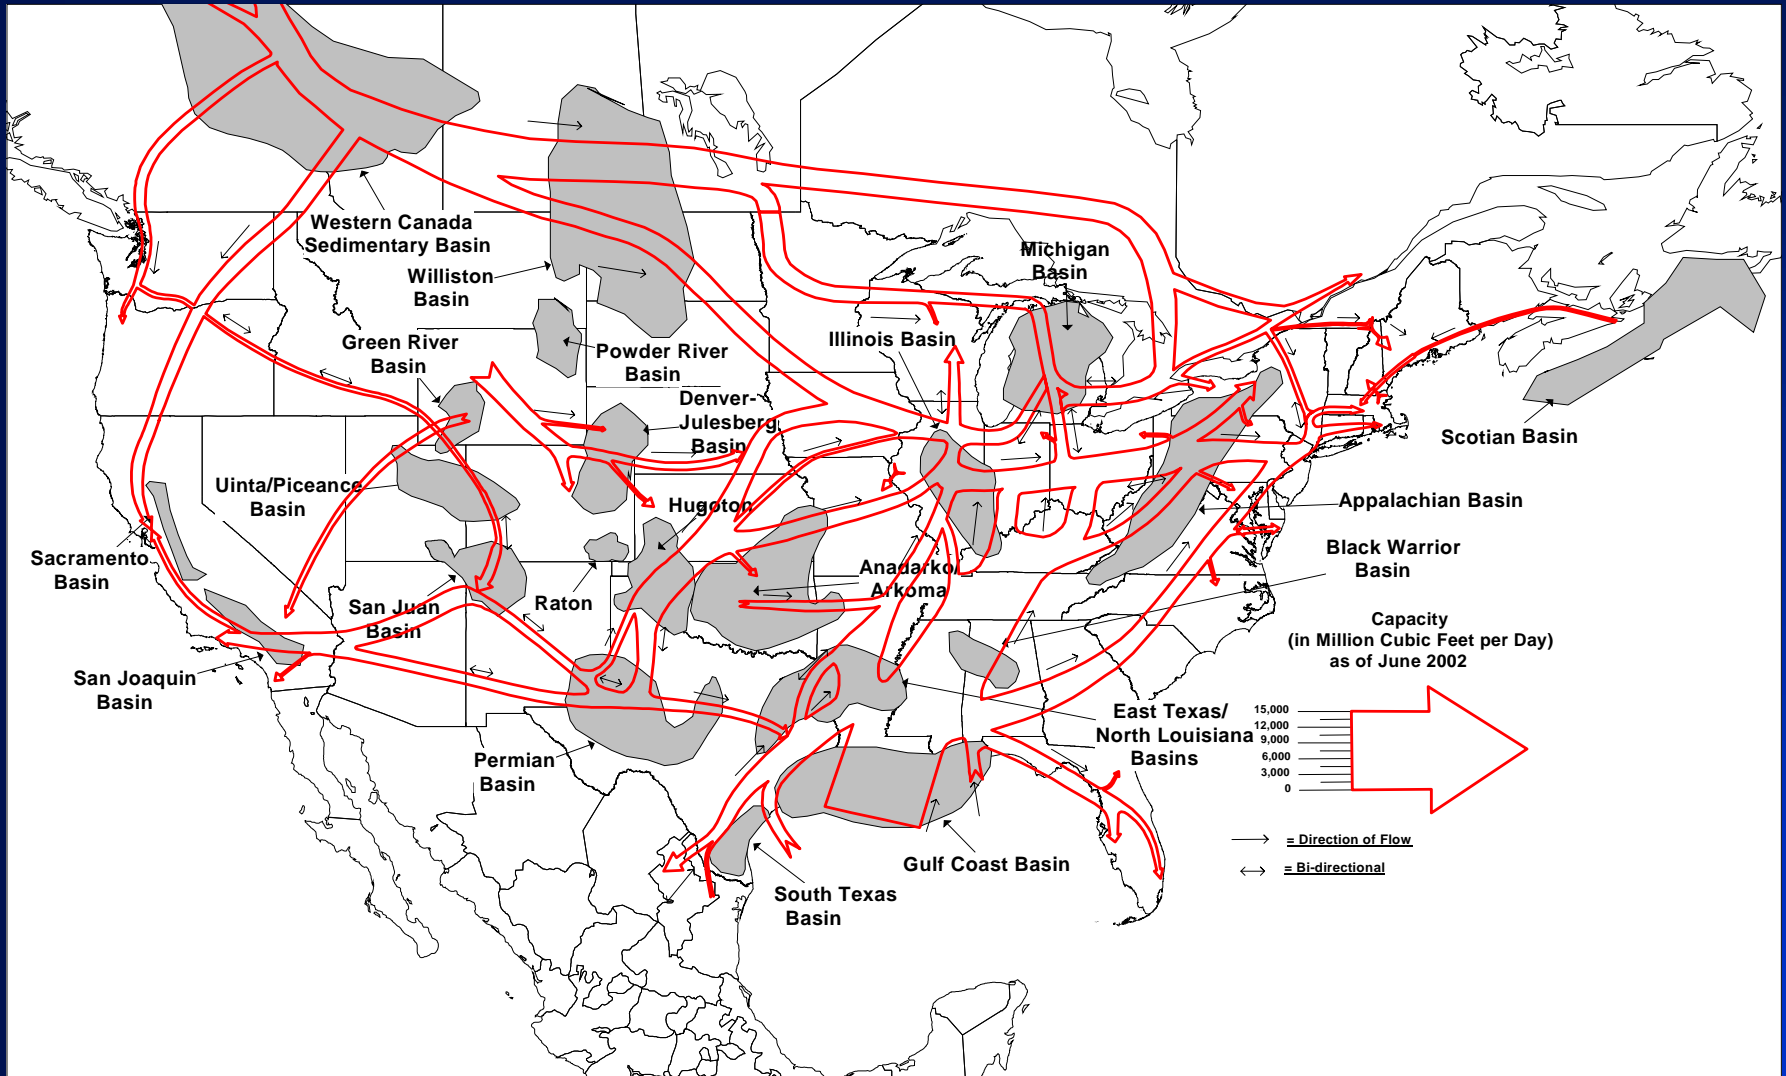 Western Canada
Sedimentary Basin
Williston
Basin
Michigan
Basin
Green River
Basin
Powder River
Basin
Illinois Basin
Denver-
Julesberg
Basin
Scotian Basin
Uinta/Piceance
Basin
Hugoton
Appalachian Basin
Sacramento
Basin
Anadarko/
Arkoma
Black Warrior
Basin
San Juan
Basin
Raton
Capacity
(in Million Cubic Feet per Day)
as of June 2002
San Joaquin
Basin
East Texas/
North Louisiana
Basins
15,000
12,000
9,000
6,000
3,000
0
Permian
Basin
= Direction of Flow
= Bi-directional
Gulf Coast Basin
South Texas
Basin